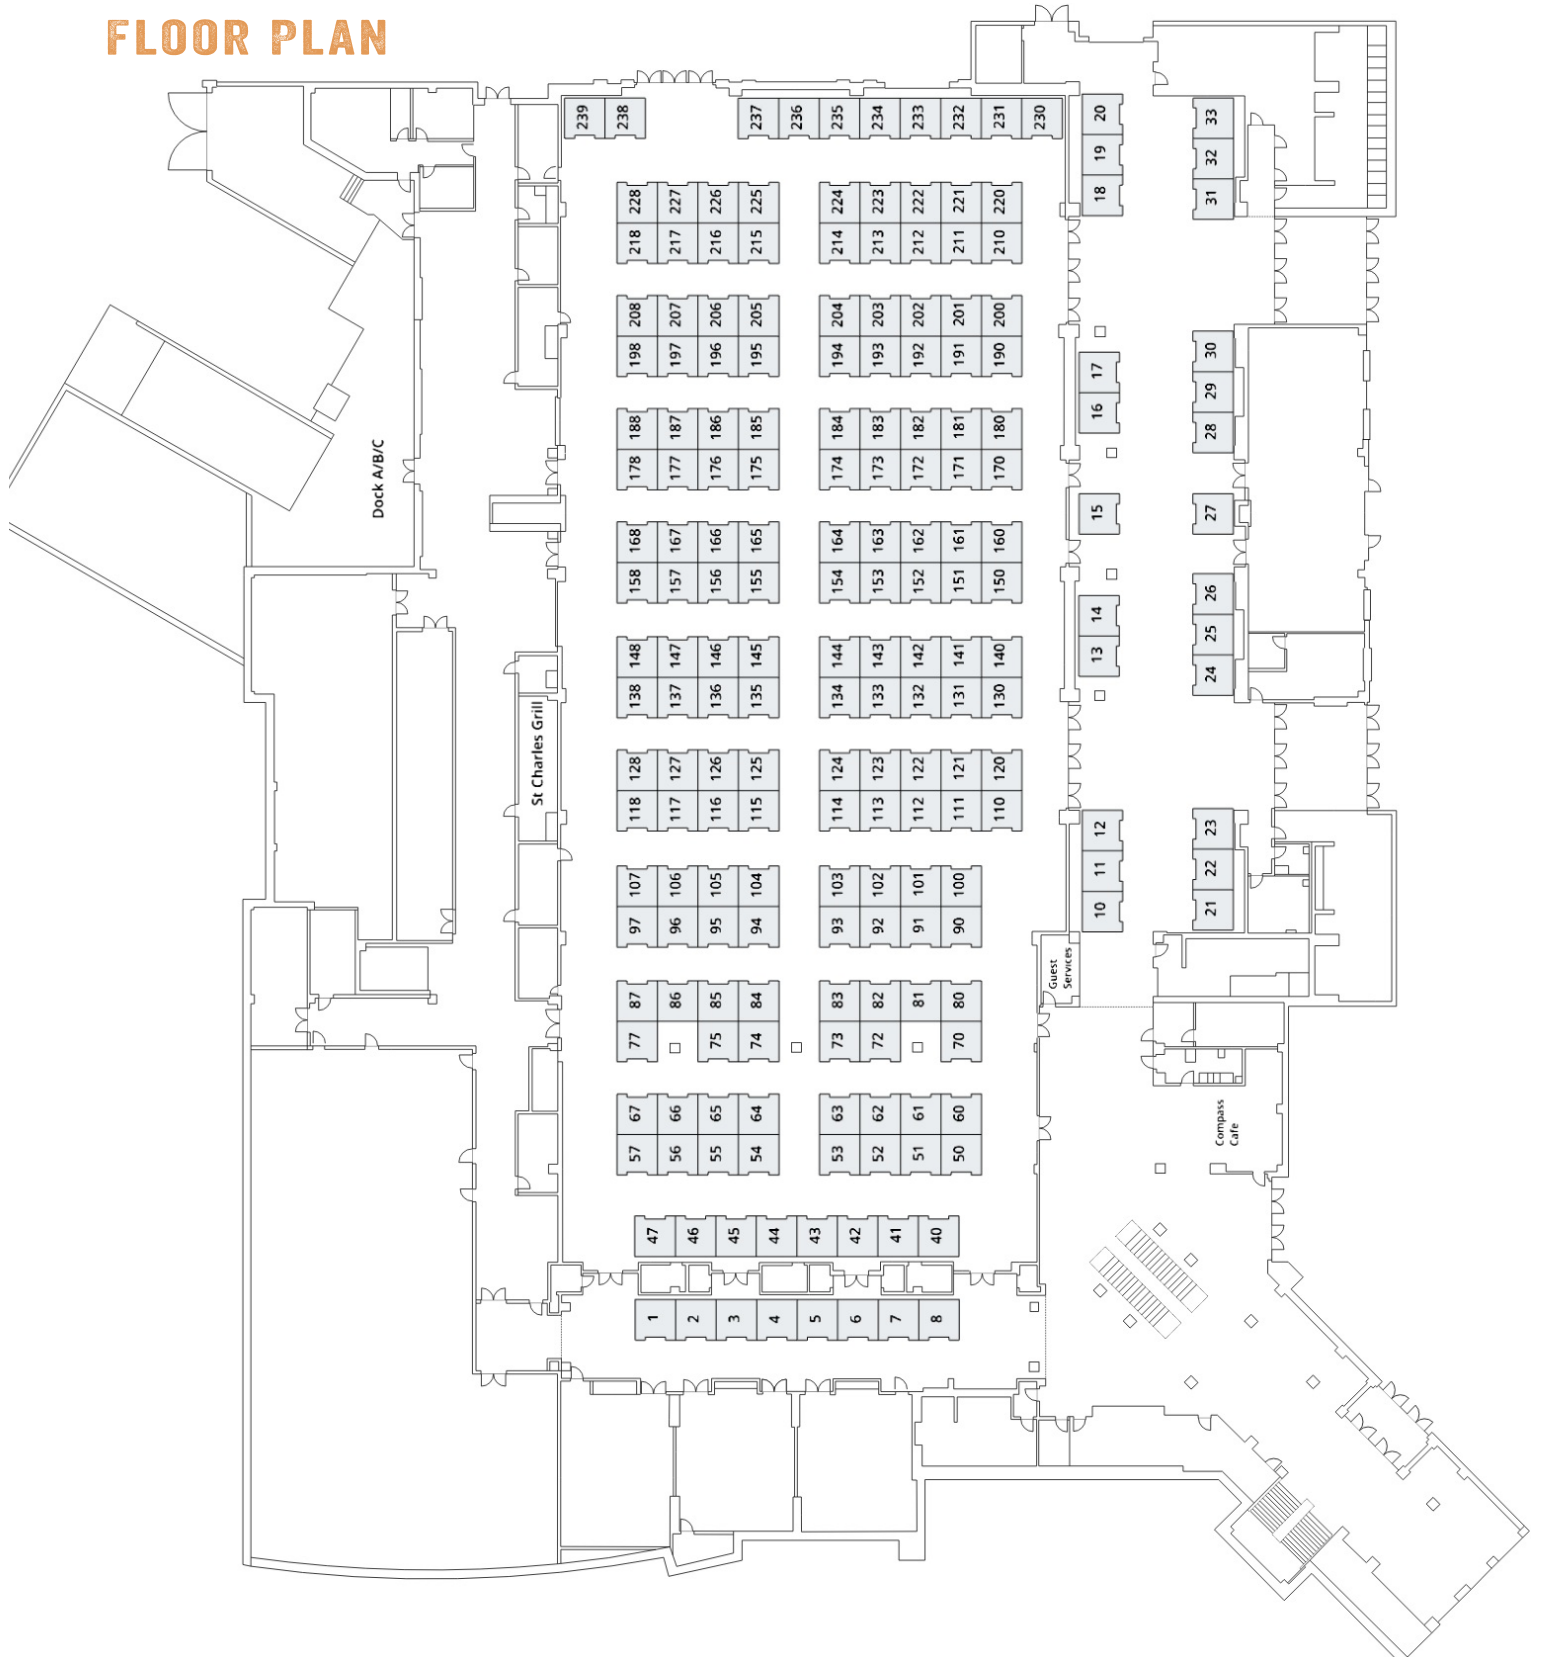 FLOOR PLAN
239 238 237 236 235 234 233 232 231 230
20 33
19 32
18 31
228 227 226 225 224 223 222 221 220
218 217 216 215 214 213 212 211 210
208 207 206 205 204 203 202 201 200
198 197 196 195 194 193 192 191 190
30
17 29
16 28
188 187 186 185 184 183 182 181 180
178 177 176 175 174 173 172 171 170
Dock A/B/C
15 27
168 167 166 165 164 163 162 161 160
158 157 156 155 154 153 152 151 150
26
14 25
13 24
148 147 146 145 144 143 142 141 140
138 137 136 135 134 133 132 131 130
St Charles Grill
128 127 126 125 124 123 122 121 120
118 117 116 115 114 113 112 111 110
12 23
11 22
10 21
107 106 105 104 103 102 101 100
97 96 95 94 93 92 91 90
Guest
Services
87 86 85 84 83 82 81 80
77 75 74 73 72 70
67 66 65 64 63 62 61 60
57 56 55 54 53 52 51 50
Compass
Cafe
47 46 45 44 43 42 41 40
1 2 3 4 5 6 7 8